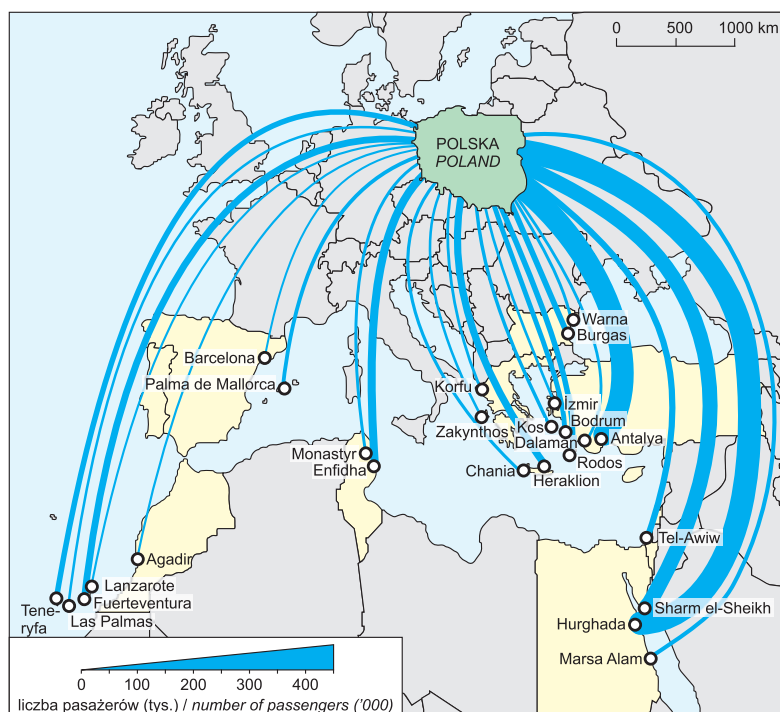 0 500 1000 km
POLSKA
POLAND
Warna
Burgas
Barcelona
Palma de Mallorca
Korfu
İzmir
Zakynthos
Kos
Bodrum
Dalaman
Antalya
Monastyr
Enfidha
Chania
Rodos
Heraklion
Tel-Awiw
Agadir
Lanzarote
Fuerteventura
Tene-
ryfa
Las Palmas
Sharm el-Sheikh
Hurghada
Marsa Alam
0 100 200 300 400
liczba pasażerów (tys.) / number of passengers ('000)